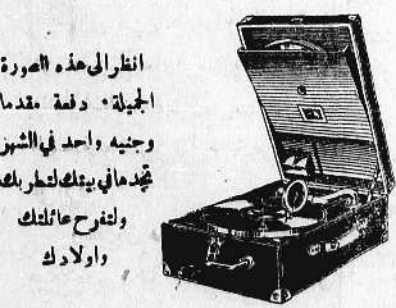 انظر الى هذه الصورة
الجميلة · دفعة مقدما
وجنيه واحد في الشهر
تجدها في بيتك لتطربك
ولتفرح عائلتك
واولادك